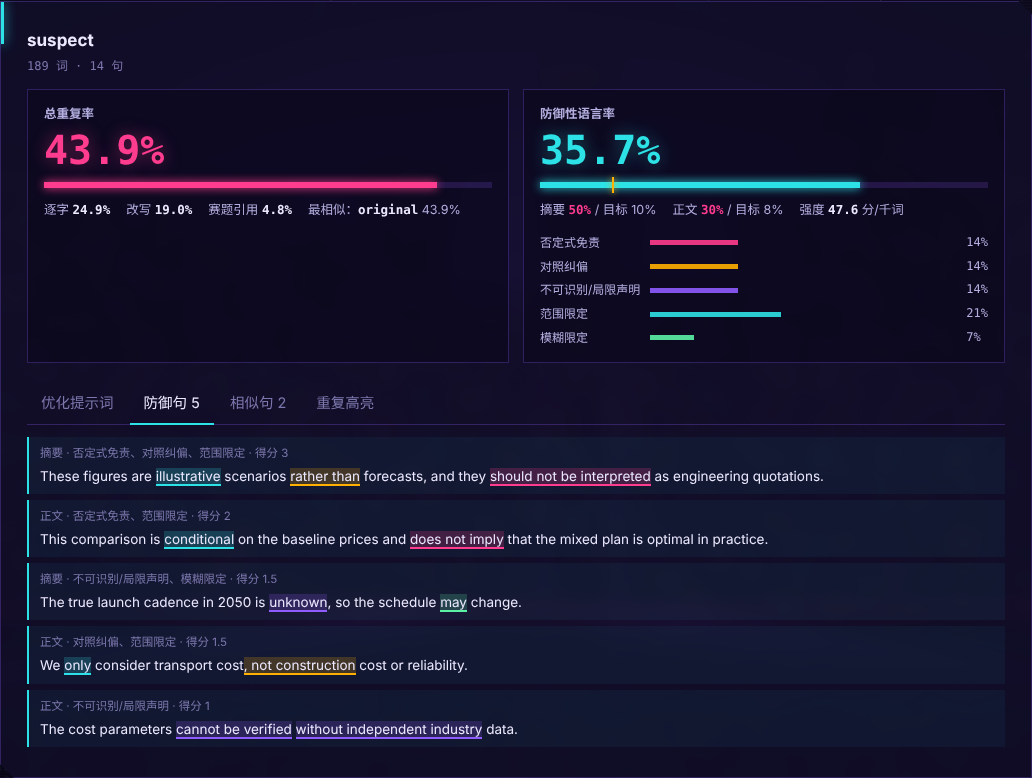 suspect
189 词 · 14 句
总重复率
43.9%
逐字 24.9% 改写 19.0% 赛题引用 4.8% 最相似: original 43.9%
防御性语言率
35.7%
摘要 50% / 目标 10% 正文 30% / 目标 8% 强度 47.6 分/千词
否定式免责 14%
对照纠偏 14%
不可识别/局限声明 14%
范围限定 21%
模糊限定 7%
优化提示词 防御句 5 相似句 2 重复高亮
摘要 · 否定式免责、对照纠偏、范围限定 · 得分 3
These figures are illustrative scenarios rather than forecasts, and they should not be interpreted as engineering quotations.
正文 · 否定式免责、范围限定 · 得分 2
This comparison is conditional on the baseline prices and does not imply that the mixed plan is optimal in practice.
摘要 · 不可识别/局限声明、模糊限定 · 得分 1.5
The true launch cadence in 2050 is unknown, so the schedule may change.
正文 · 对照纠偏、范围限定 · 得分 1.5
We only consider transport cost, not construction cost or reliability.
正文 · 不可识别/局限声明 · 得分 1
The cost parameters cannot be verified without independent industry data.